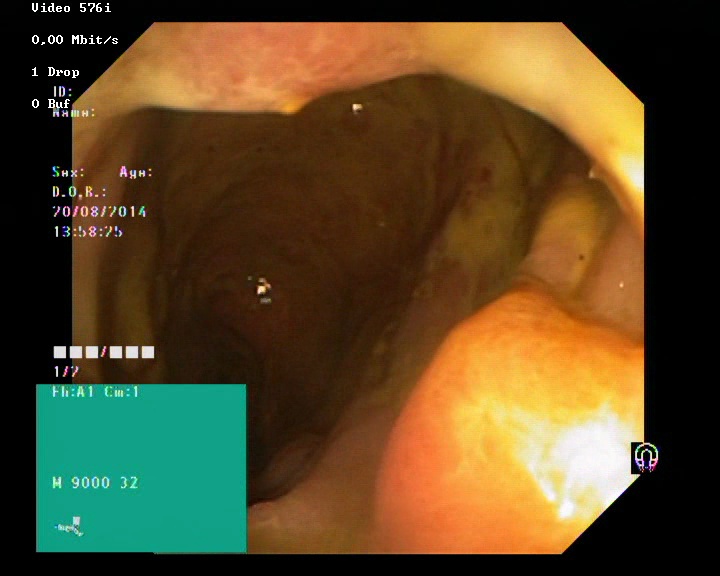 Video 576i
0,00 Mbit/s
1 Drop
ID:
0 Buf
Name:
Sex: Age:
D.O.R.:
20/08/2014
13:58:25
■■■/■■■
1/2
Eh:A1 Cm:1
M 9000 32